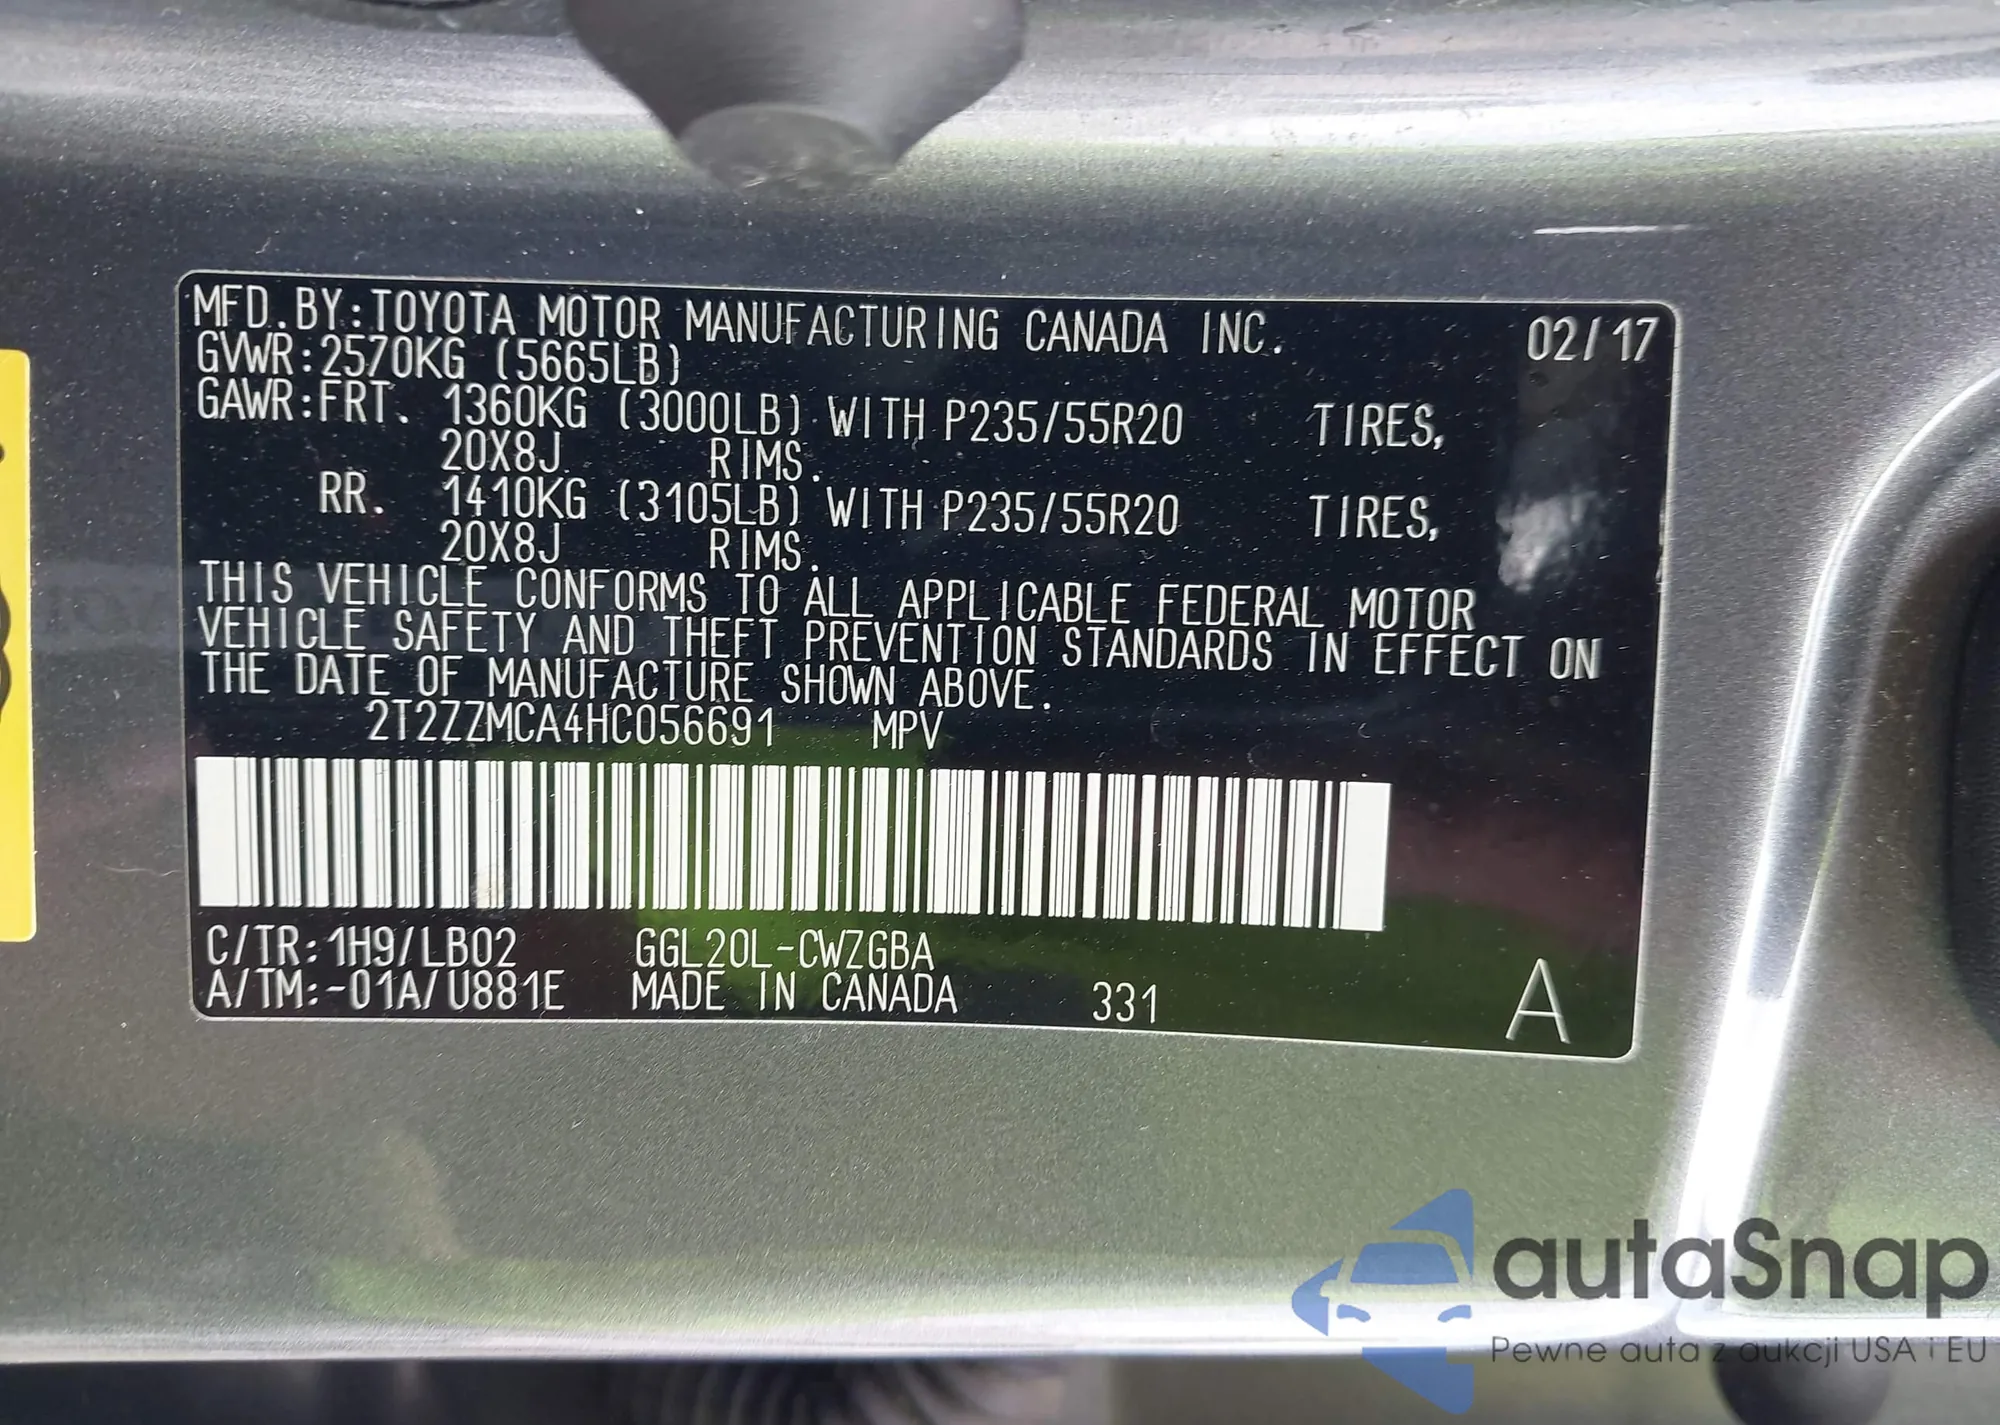 MFD. BY: TOYOTA MOTOR MANUFACTURING CANADA INC. 02/17
GVWR: 2570KG (5665LB)
GAWR: FRT. 1360KG (3000LB) WITH P235/55R20 TIRES,
20X8J RIMS.
RR. 1410KG (3105LB) WITH P235/55R20 TIRES,
20X8J RIMS.
THIS VEHICLE CONFORMS TO ALL APPLICABLE FEDERAL MOTOR
VEHICLE SAFETY AND THEFT PREVENTION STANDARDS IN EFFECT ON
THE DATE OF MANUFACTURE SHOWN ABOVE.
2T2ZZMCA4HC056691 MPV
C/TR: 1H9/LB02 GGL20L-CWZGBA
A/TM: -01A/U881E MADE IN CANADA 331 A
autaSnap
Pewne auta z aukcji USA i EU